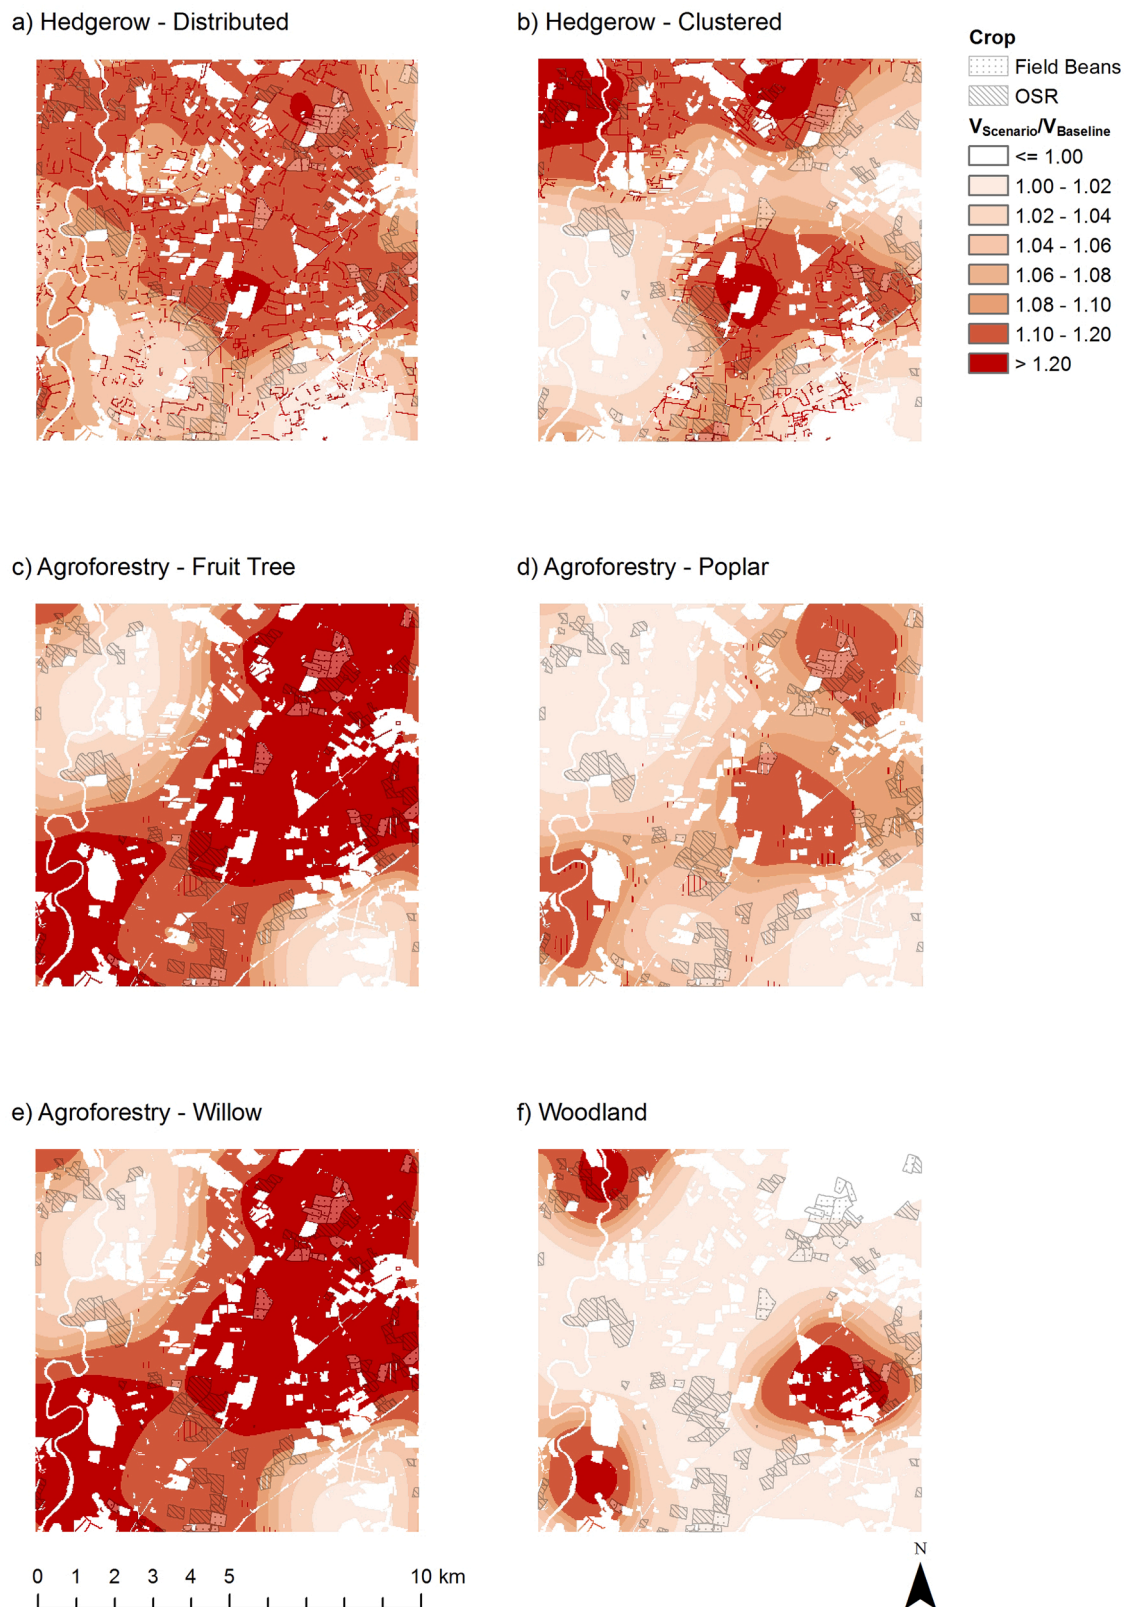 a) Hedgerow - Distributed
b) Hedgerow - Clustered
Crop
Field Beans
OSR
VScenario/VBaseline
<= 1.00
1.00 - 1.02
1.02 - 1.04
1.04 - 1.06
1.06 - 1.08
1.08 - 1.10
1.10 - 1.20
> 1.20
c) Agroforestry - Fruit Tree
d) Agroforestry - Poplar
e) Agroforestry - Willow
f) Woodland
N
0 1 2 3 4 5 10 km